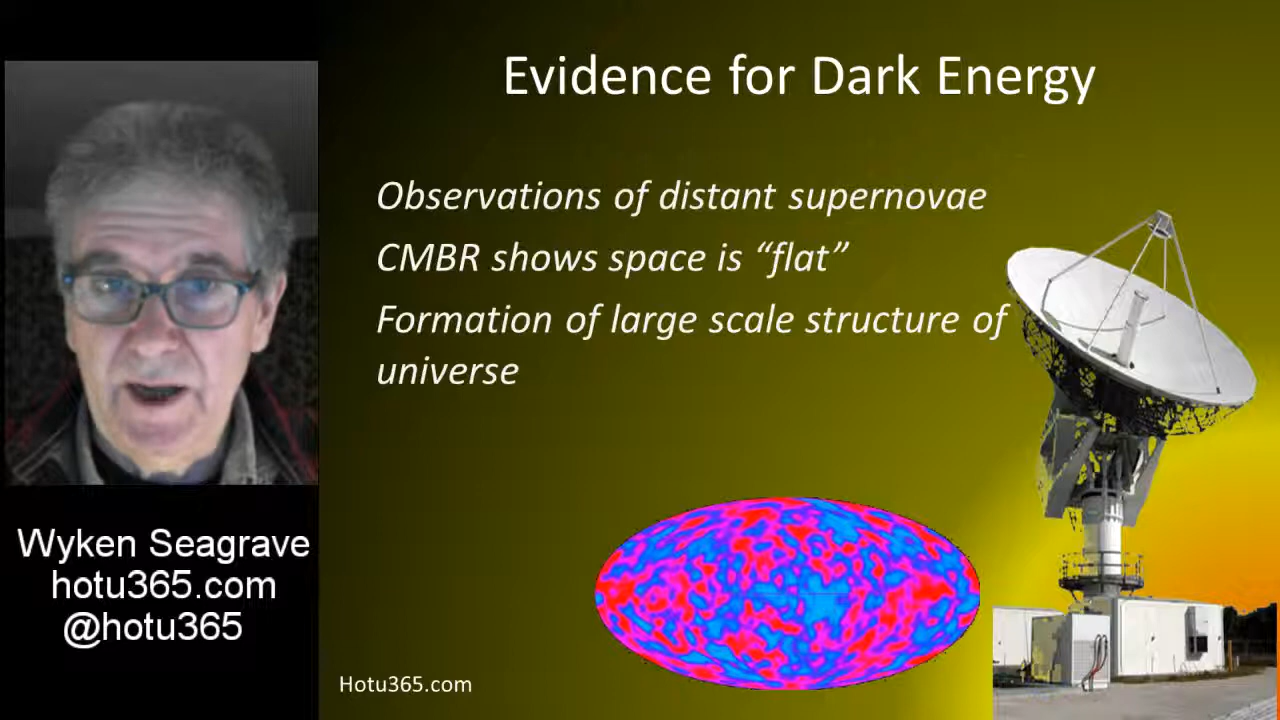 Evidence for Dark Energy
Observations of distant supernovae
CMBR shows space is “flat”
Formation of large scale structure of
universe
Wyken Seagrave
hotu365.com
@hotu365
Hotu365.com